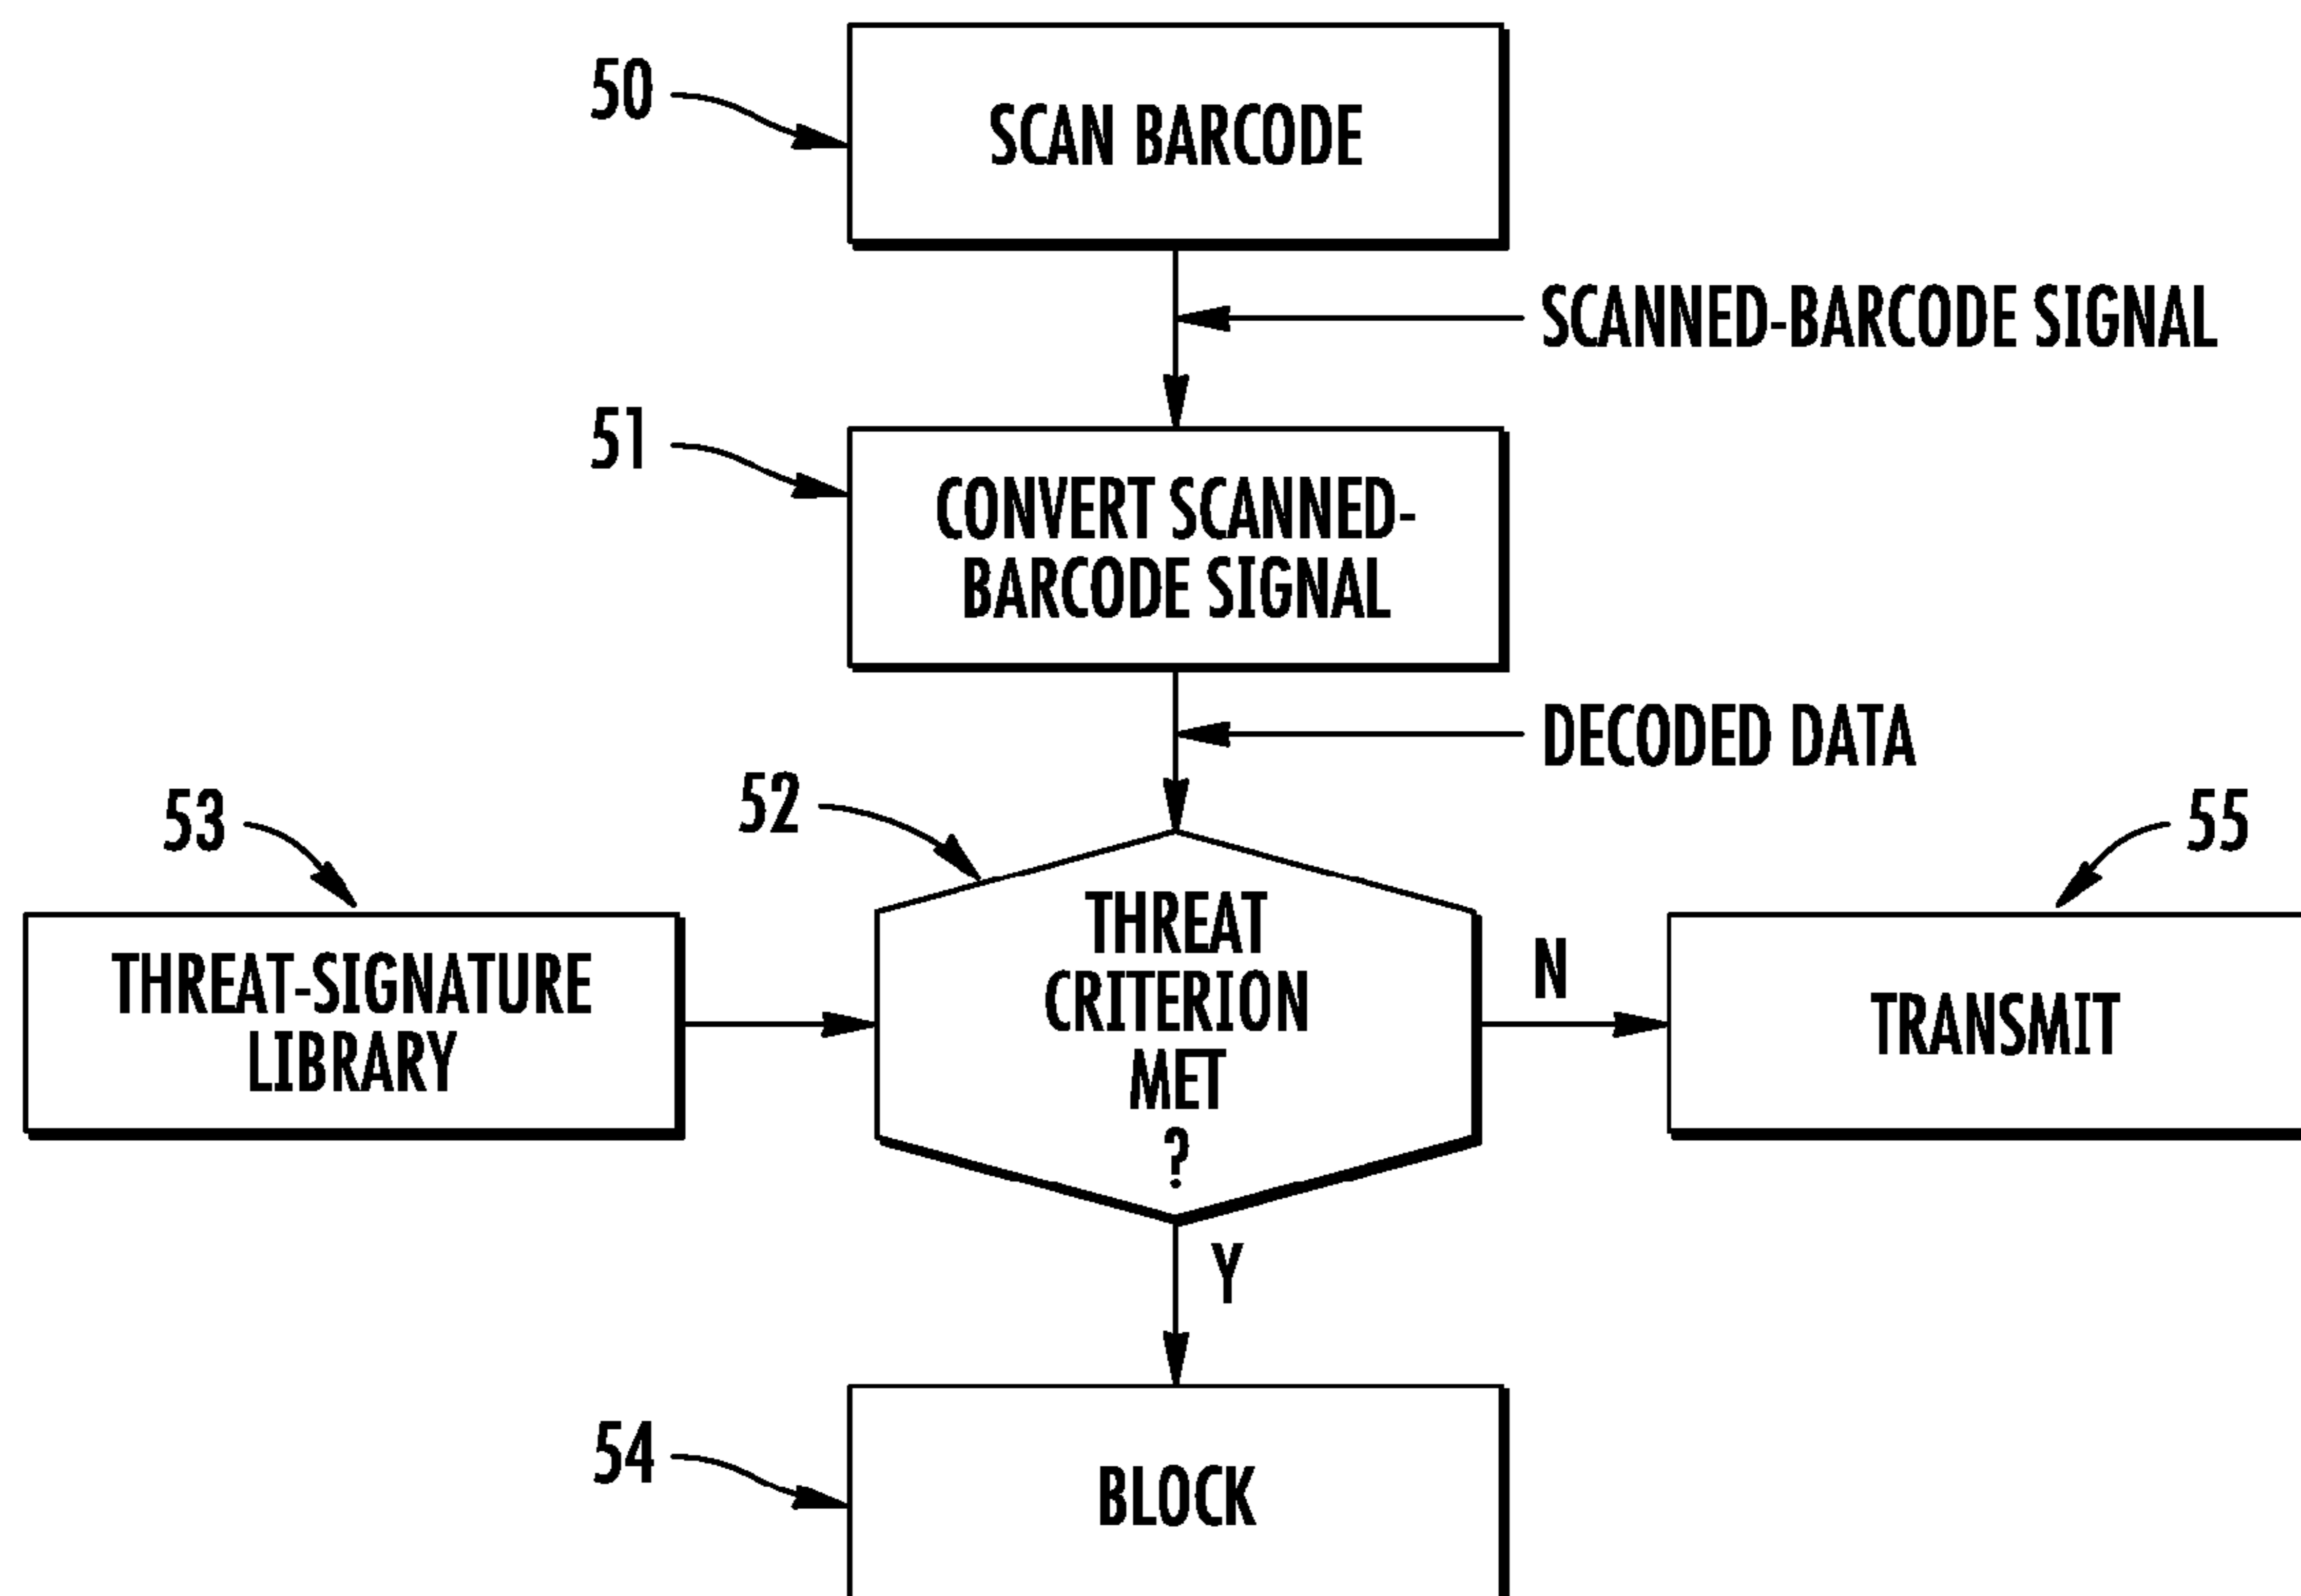 50
SCAN BARCODE
SCANNED-BARCODE SIGNAL
51
CONVERT SCANNED-
BARCODE SIGNAL
DECODED DATA
52
53
55
THREAT-SIGNATURE
LIBRARY
THREAT
CRITERION
MET
?
N
TRANSMIT
Y
54
BLOCK